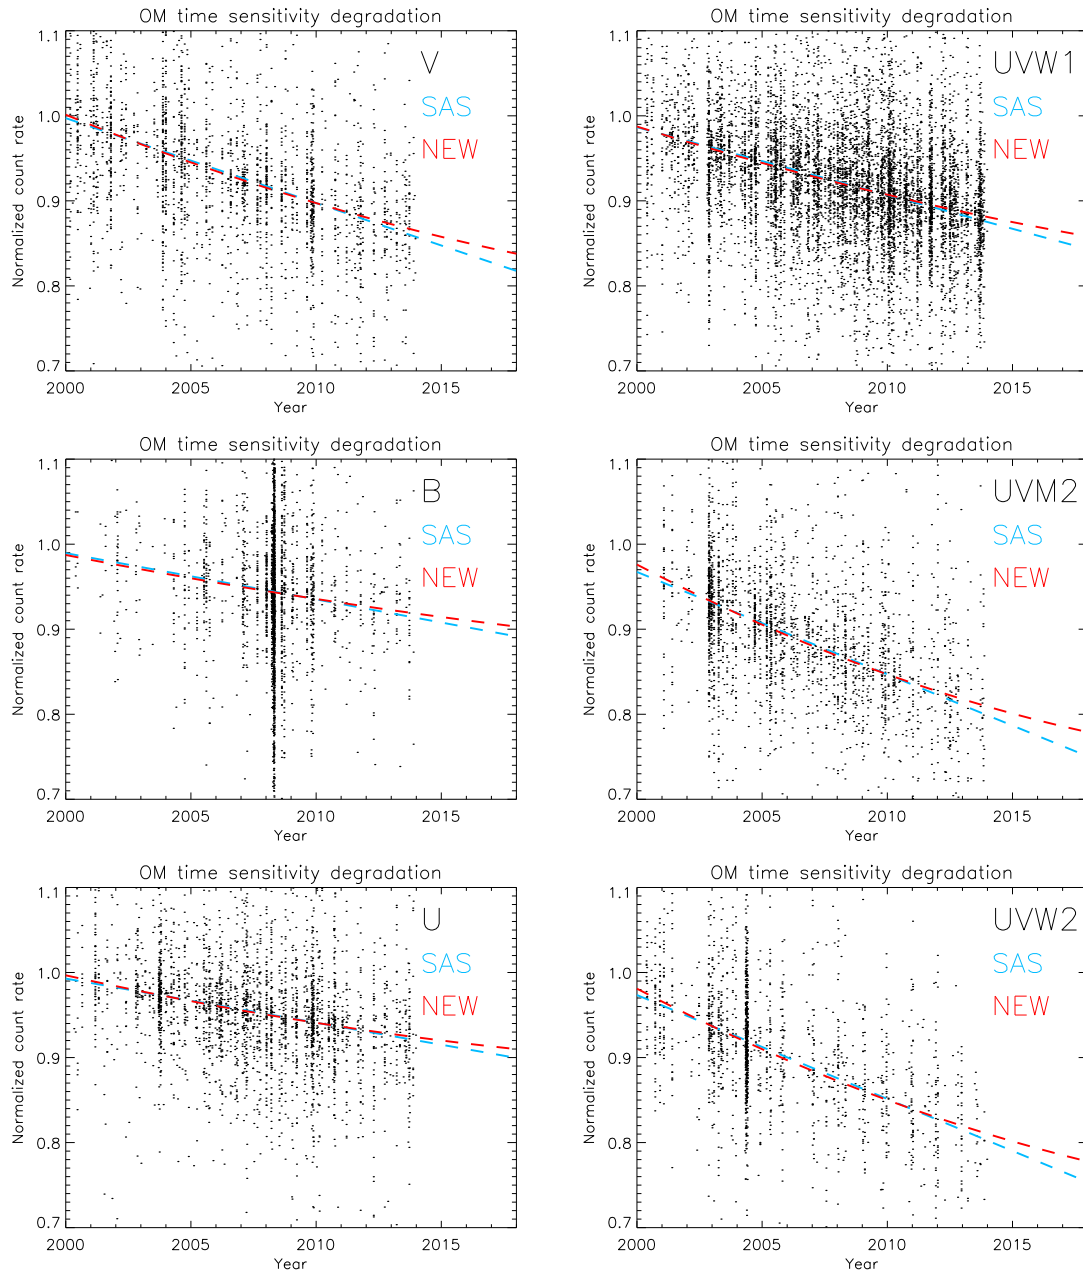 OM time sensitivity degradation
V
SAS
NEW
Normalized count rate
1.1
1.0
0.9
0.8
0.7
2000 2005 2010 2015
Year
OM time sensitivity degradation
UVW1
SAS
NEW
Normalized count rate
1.1
1.0
0.9
0.8
0.7
2000 2005 2010 2015
Year
OM time sensitivity degradation
B
SAS
NEW
Normalized count rate
1.1
1.0
0.9
0.8
0.7
2000 2005 2010 2015
Year
OM time sensitivity degradation
UVM2
SAS
NEW
Normalized count rate
1.1
1.0
0.9
0.8
0.7
2000 2005 2010 2015
Year
OM time sensitivity degradation
U
SAS
NEW
Normalized count rate
1.1
1.0
0.9
0.8
0.7
2000 2005 2010 2015
Year
OM time sensitivity degradation
UVW2
SAS
NEW
Normalized count rate
1.1
1.0
0.9
0.8
0.7
2000 2005 2010 2015
Year